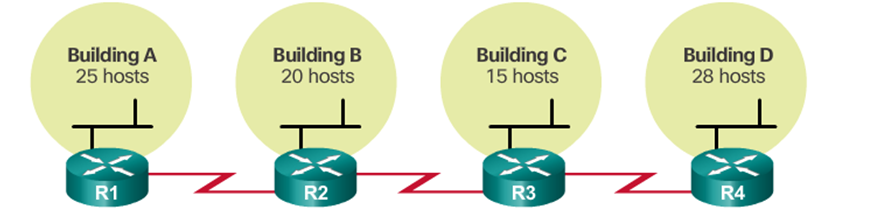 Building A
25 hosts
Building B
20 hosts
Building C
15 hosts
Building D
28 hosts
R1
R2
R3
R4